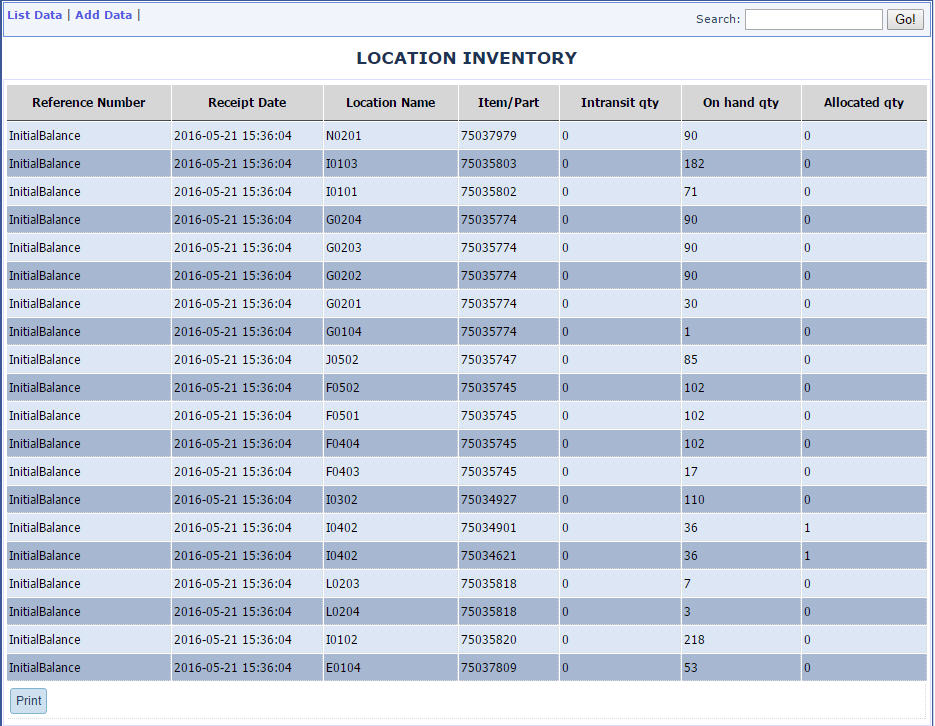 List Data | Add Data |
Search: Go!
LOCATION INVENTORY
Reference Number Receipt Date Location Name Item/Part Intransit qty On hand qty Allocated qty
InitialBalance 2016-05-21 15:36:04 N0201 75037979 0 90 0
InitialBalance 2016-05-21 15:36:04 I0103 75035803 0 182 0
InitialBalance 2016-05-21 15:36:04 I0101 75035802 0 71 0
InitialBalance 2016-05-21 15:36:04 G0204 75035774 0 90 0
InitialBalance 2016-05-21 15:36:04 G0203 75035774 0 90 0
InitialBalance 2016-05-21 15:36:04 G0202 75035774 0 90 0
InitialBalance 2016-05-21 15:36:04 G0201 75035774 0 30 0
InitialBalance 2016-05-21 15:36:04 G0104 75035774 0 1 0
InitialBalance 2016-05-21 15:36:04 J0502 75035747 0 85 0
InitialBalance 2016-05-21 15:36:04 F0502 75035745 0 102 0
InitialBalance 2016-05-21 15:36:04 F0501 75035745 0 102 0
InitialBalance 2016-05-21 15:36:04 F0404 75035745 0 102 0
InitialBalance 2016-05-21 15:36:04 F0403 75035745 0 17 0
InitialBalance 2016-05-21 15:36:04 I0302 75034927 0 110 0
InitialBalance 2016-05-21 15:36:04 I0402 75034901 0 36 1
InitialBalance 2016-05-21 15:36:04 I0402 75034621 0 36 1
InitialBalance 2016-05-21 15:36:04 L0203 75035818 0 7 0
InitialBalance 2016-05-21 15:36:04 L0204 75035818 0 3 0
InitialBalance 2016-05-21 15:36:04 I0102 75035820 0 218 0
InitialBalance 2016-05-21 15:36:04 E0104 75037809 0 53 0
Print